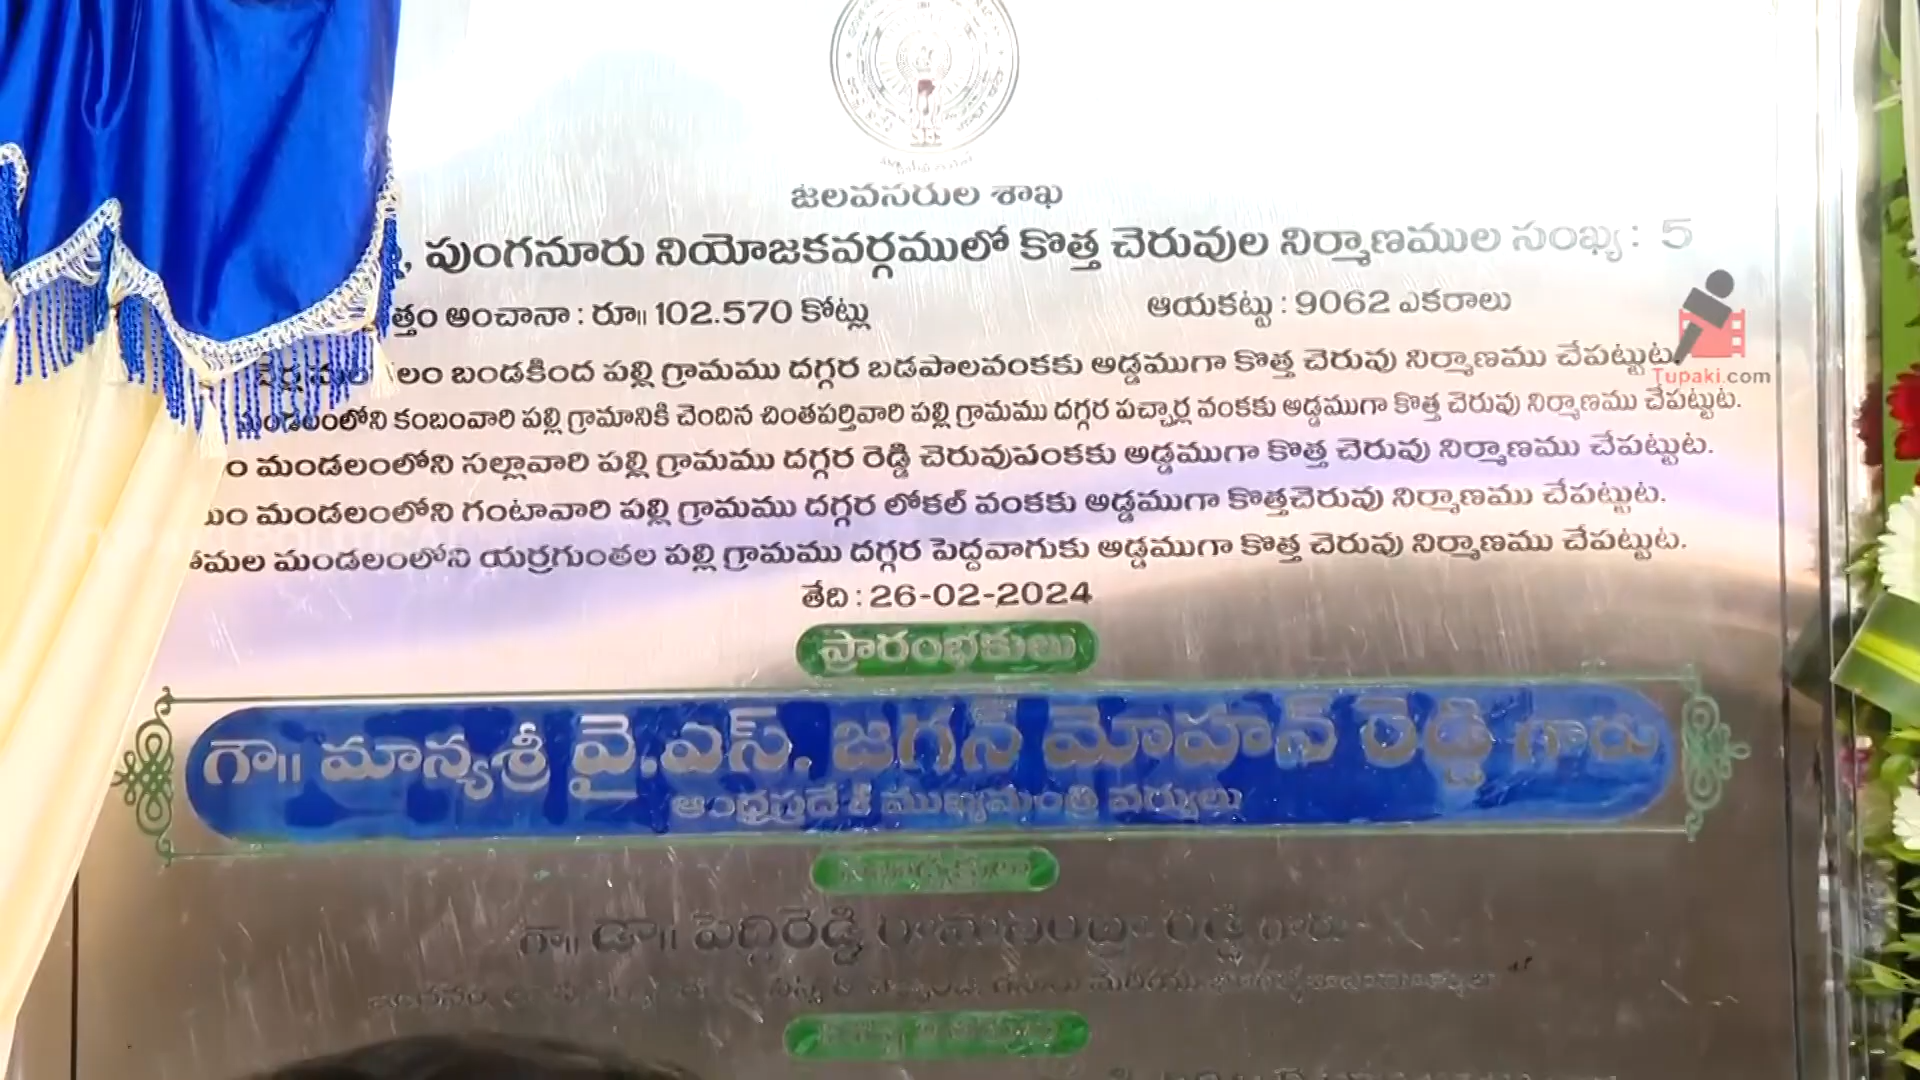 జలవనరుల శాఖ
పుంగనూరు నియోజకవర్గములో కొత్త చెరువుల నిర్మాణముల సంఖ్య: 5
త్తం అంచానా : రూ॥ 102.570 కోట్లు
ఆయకట్టు : 9062 ఎకరాలు
లం బండకింద పల్లి గ్రామము దగ్గర బడపాలవంకకు అడ్డముగా కొత్త చెరువు నిర్మాణము చేపట్టుట.
Tupaki.com
మండలంలోని కంబంవారి పల్లి గ్రామానికి చెందిన చింతపర్తివారి పల్లి గ్రామము దగ్గర పచ్చార్ల వంకకు అడ్డముగా కొత్త చెరువు నిర్మాణము చేపట్టుట.
మండలంలోని సల్లావారి పల్లి గ్రామము దగ్గర రెడ్డి చెరువువంకకు అడ్డముగా కొత్త చెరువు నిర్మాణము చేపట్టుట.
మండలంలోని గంటావారి పల్లి గ్రామము దగ్గర లోకల్ వంకకు అడ్డముగా కొత్తచెరువు నిర్మాణము చేపట్టుట.
మండలంలోని యర్రగుంతల పల్లి గ్రామము దగ్గర పెద్దవాగుకు అడ్డముగా కొత్త చెరువు నిర్మాణము చేపట్టుట.
తేది : 26-02-2024
ప్రారంభకులు
గౌ॥ మాన్యశ్రీ వై.ఎస్. జగన్ మోహన్ రెడ్డి గారు
ఆంధ్రప్రదేశ్ ముఖ్యమంత్రి వర్యులు
గౌ॥ డా॥ పెద్దిరెడ్డి రామచంద్రా రెడ్డి గారు